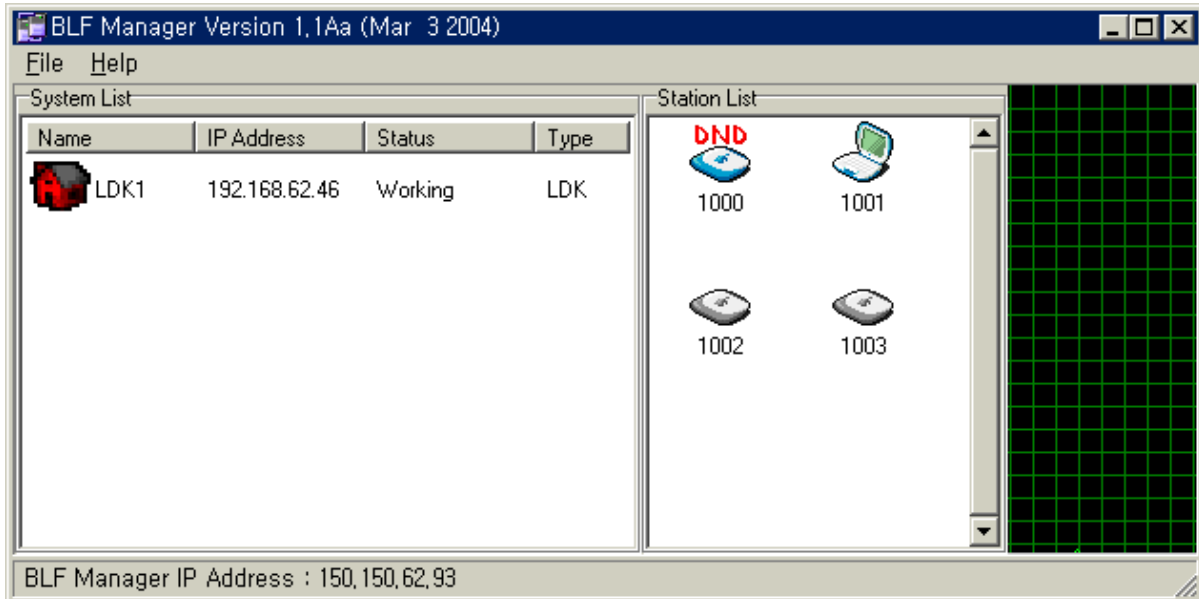 BLF Manager Version 1,1Aa (Mar 3 2004)
File Help
System List
Name IP Address Status Type
LDK1 192.168.62.46 Working LDK
Station List
DND
1000 1001
1002 1003
BLF Manager IP Address : 150,150,62,93